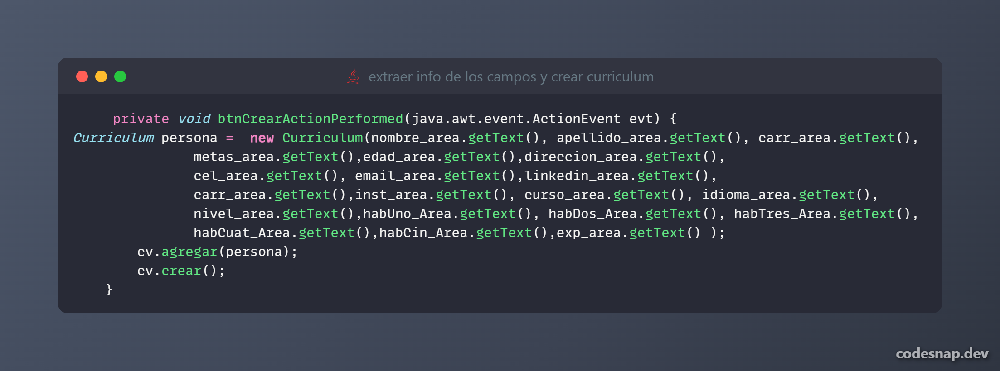 extraer info de los campos y crear curriculum
private void btnCrearActionPerformed(java.awt.event.ActionEvent evt) {
Curriculum persona =  new Curriculum(nombre_area.getText(), apellido_area.getText(), carr_area.getText(),
metas_area.getText(),edad_area.getText(),direccion_area.getText(),
cel_area.getText(), email_area.getText(),linkedin_area.getText(),
carr_area.getText(),inst_area.getText(), curso_area.getText(), idioma_area.getText(),
nivel_area.getText(),habUno_Area.getText(), habDos_Area.getText(), habTres_Area.getText(),
habCuat_Area.getText(),habCin_Area.getText(),exp_area.getText() );
cv.agregar(persona);
cv.crear();
}
codesnap.dev